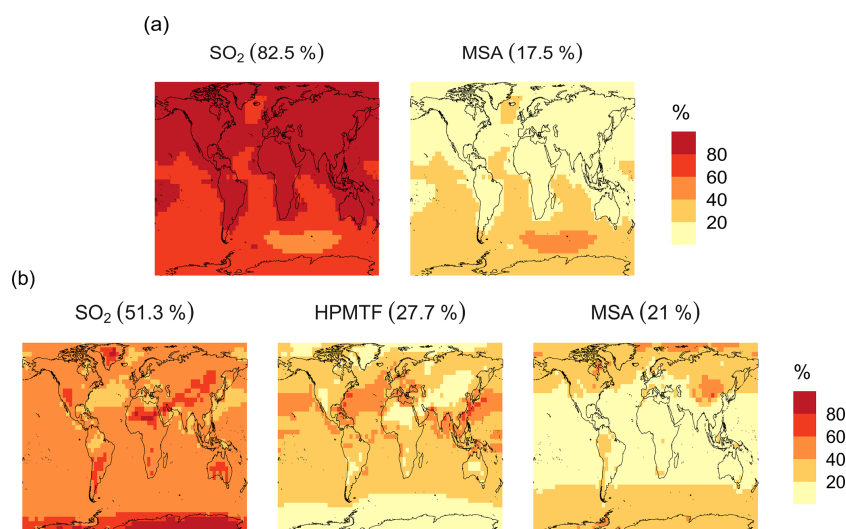 (a)
SO₂ (82.5 %)
MSA (17.5 %)
%
80
60
40
20
(b)
SO₂ (51.3 %)
HPMTF (27.7 %)
MSA (21 %)
%
80
60
40
20